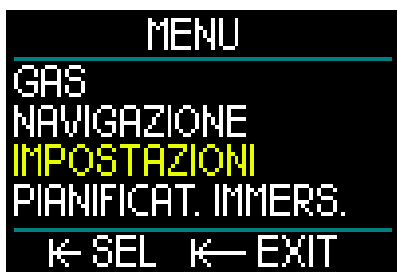 MENU
GAS
NAVIGAZIONE
IMPOSTAZIONI
PIANIFICAT. IMMERS.
SEL EXIT